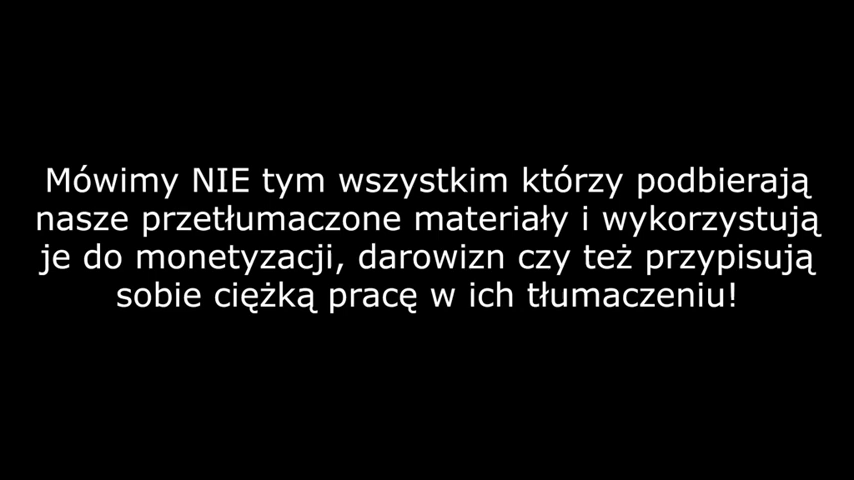 Mówimy NIE tym wszystkim którzy podbierają
nasze przetłumaczone materiały i wykorzystują
je do monetyzacji, darowizn czy też przypisują
sobie ciężką pracę w ich tłumaczeniu!